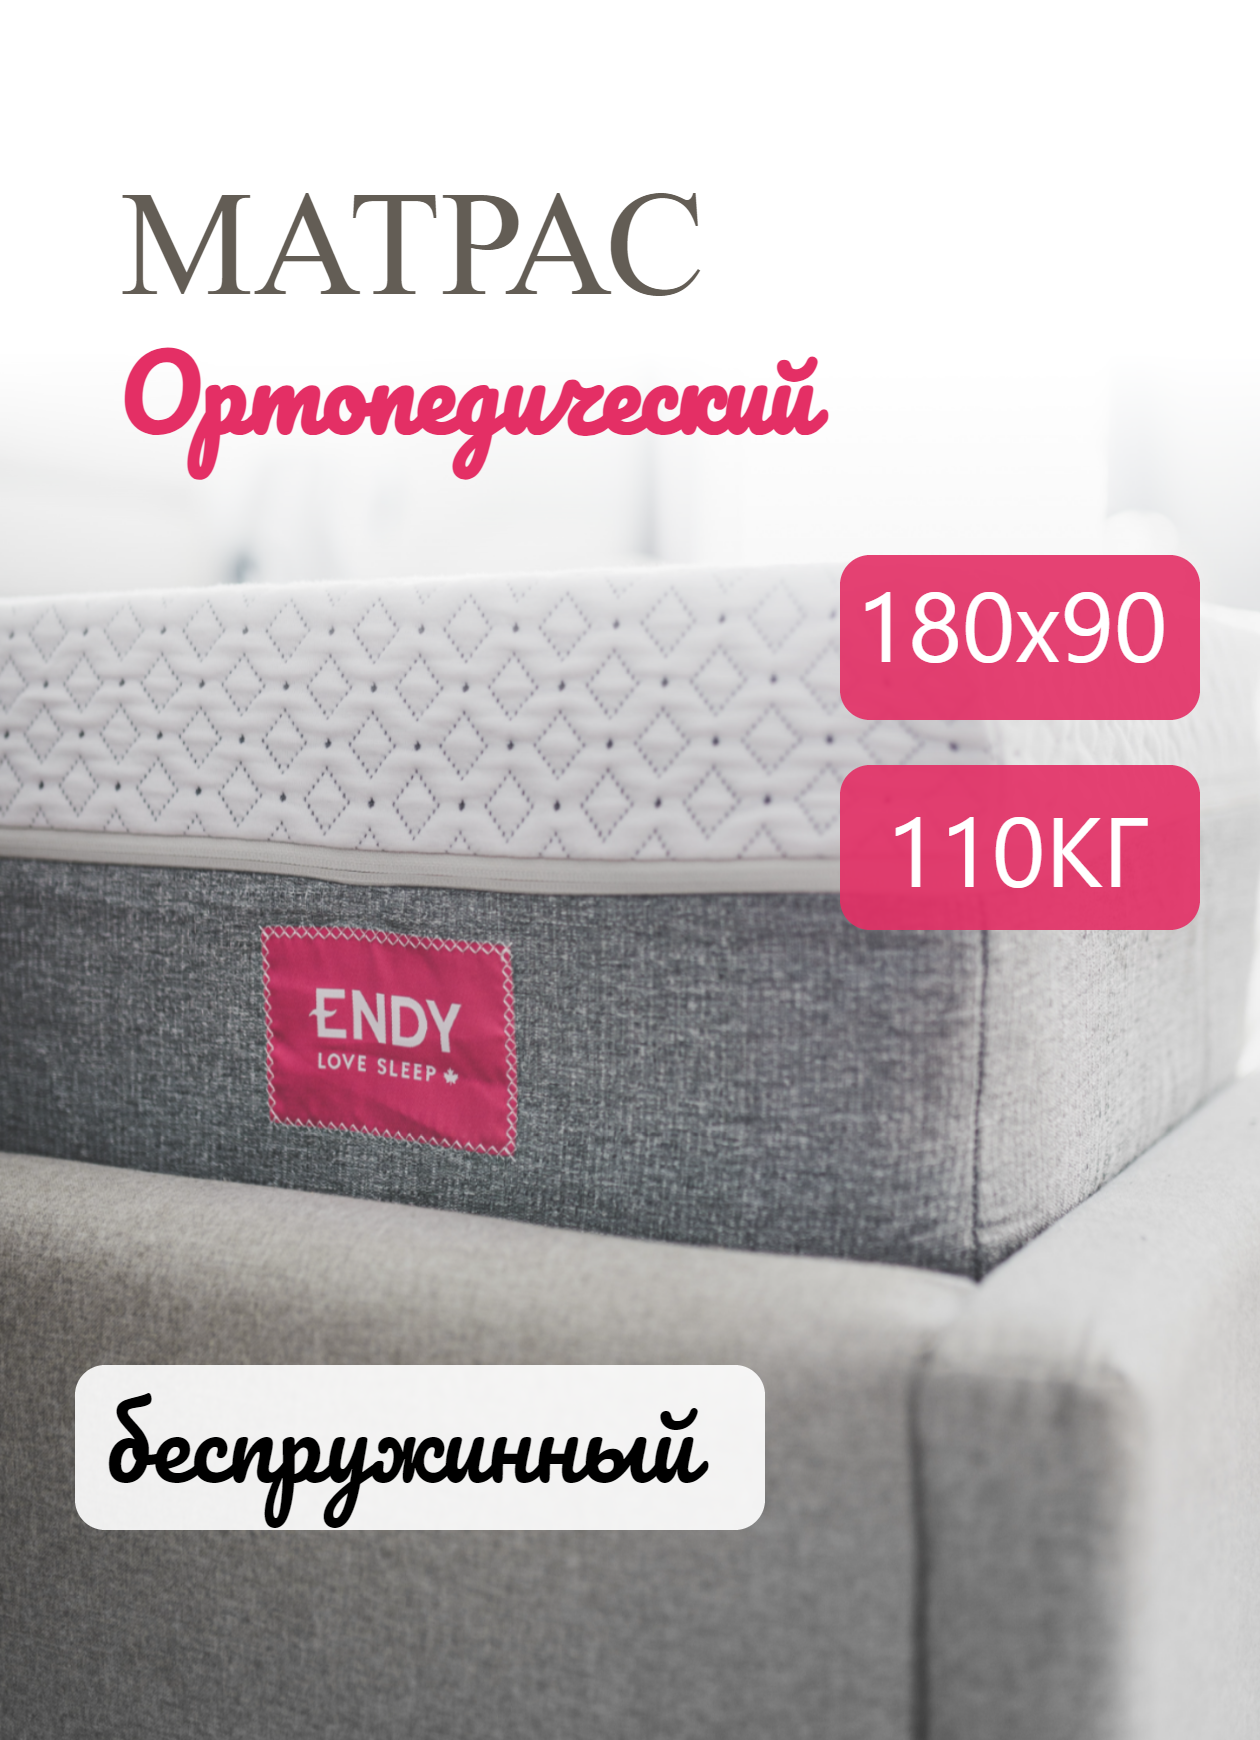 МАТРАС
Ортопедический
180x90
110КГ
ENDY
LOVE SLEEP
беспружинный